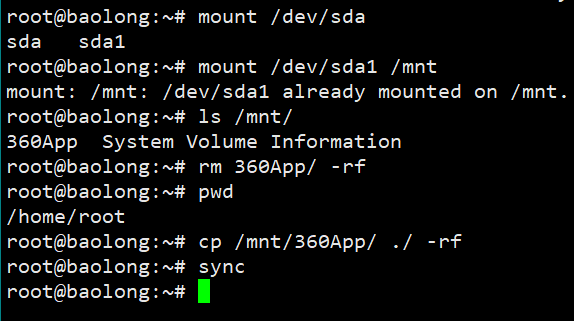 root@baolong:~# mount /dev/sda
sda   sda1
root@baolong:~# mount /dev/sda1 /mnt
mount: /mnt: /dev/sda1 already mounted on /mnt.
root@baolong:~# ls /mnt/
360App  System Volume Information
root@baolong:~# rm 360App/ -rf
root@baolong:~# pwd
/home/root
root@baolong:~# cp /mnt/360App/ ./ -rf
root@baolong:~# sync
root@baolong:~#